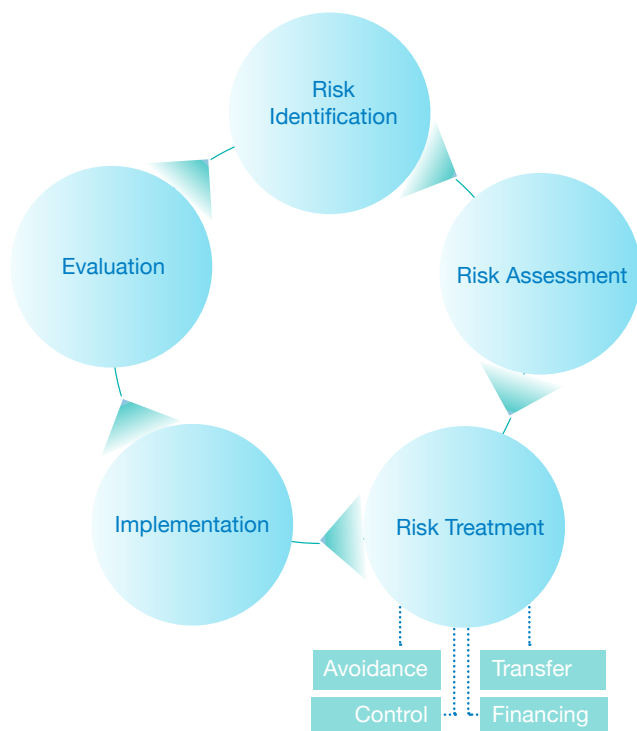 Risk
Identification
Evaluation
Risk Assessment
Implementation
Risk Treatment
Avoidance
Transfer
Control
Financing